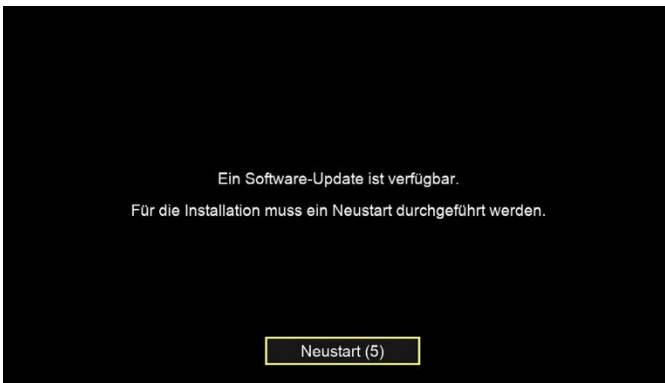 Ein Software-Update ist verfügbar.
Für die Installation muss ein Neustart durchgeführt werden.
Neustart (5)